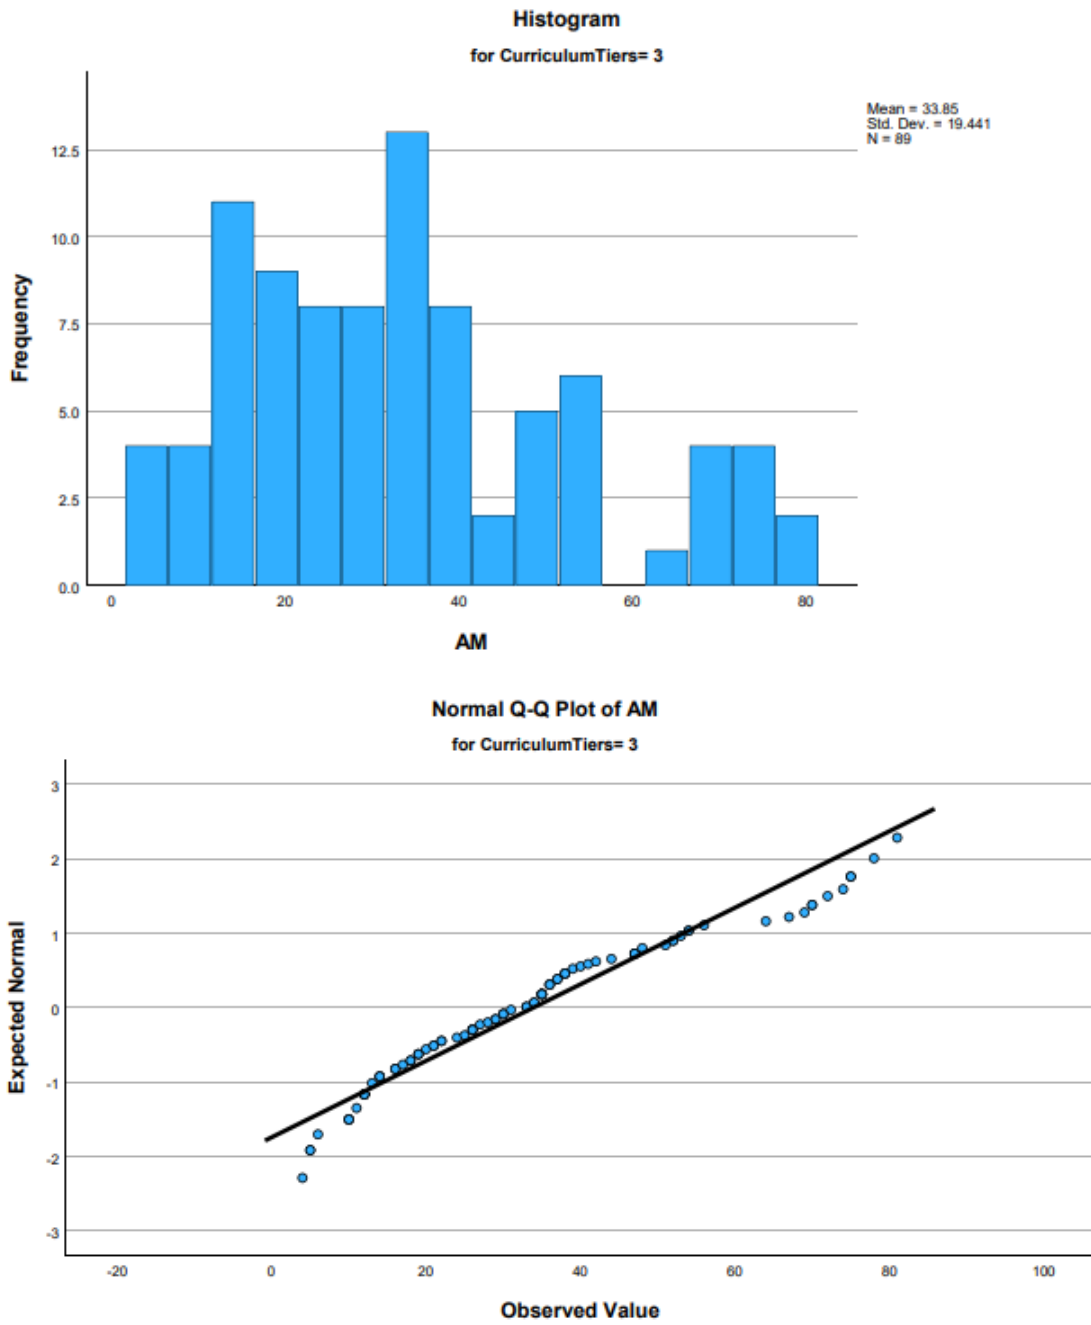 Histogram
for CurriculumTiers= 3
Mean = 33.85
Std. Dev. = 19.441
N = 89
12.5
10.0
7.5
5.0
2.5
0.0
Frequency
0 20 40 60 80
AM
Normal Q-Q Plot of AM
for CurriculumTiers= 3
3
2
1
0
-1
-2
-3
Expected Normal
-20 0 20 40 60 80 100
Observed Value